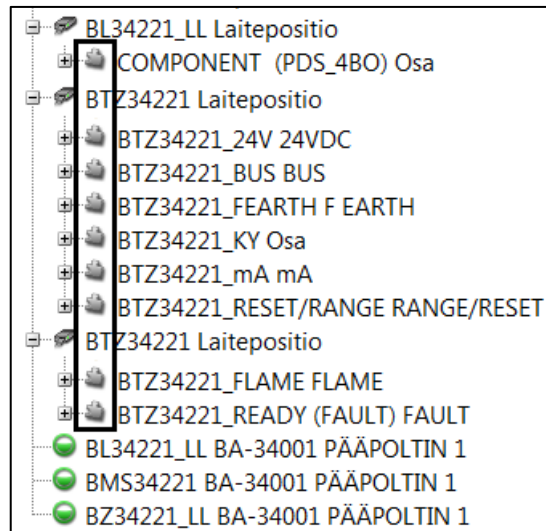 BL34221_LL Laitepositio
COMPONENT (PDS_4BO) Osa
BTZ34221 Laitepositio
BTZ34221_24V 24VDC
BTZ34221_BUS BUS
BTZ34221_FEARTH F EARTH
BTZ34221_KY Osa
BTZ34221_mA mA
BTZ34221_RESET/RANGE RANGE/RESET
BTZ34221 Laitepositio
BTZ34221_FLAME FLAME
BTZ34221_READY (FAULT) FAULT
BL34221_LL BA-34001 PÄÄPOLTIN 1
BMS34221 BA-34001 PÄÄPOLTIN 1
BZ34221_LL BA-34001 PÄÄPOLTIN 1